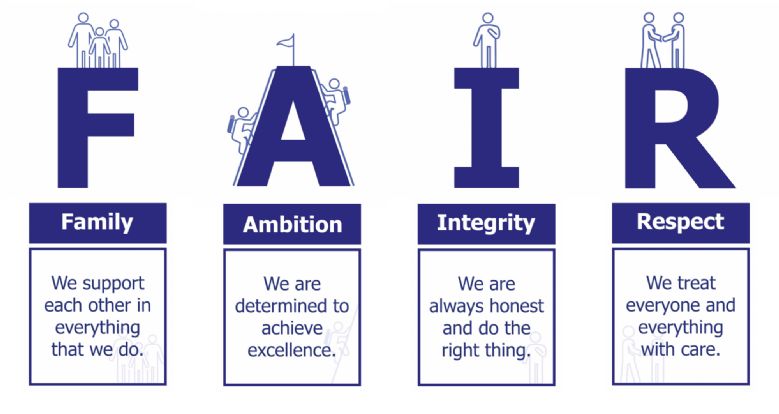 F A I R
Family
We support
each other in
everything
that we do.
Ambition
We are
determined to
achieve
excellence.
Integrity
We are
always honest
and do the
right thing.
Respect
We treat
everyone and
everything
with care.